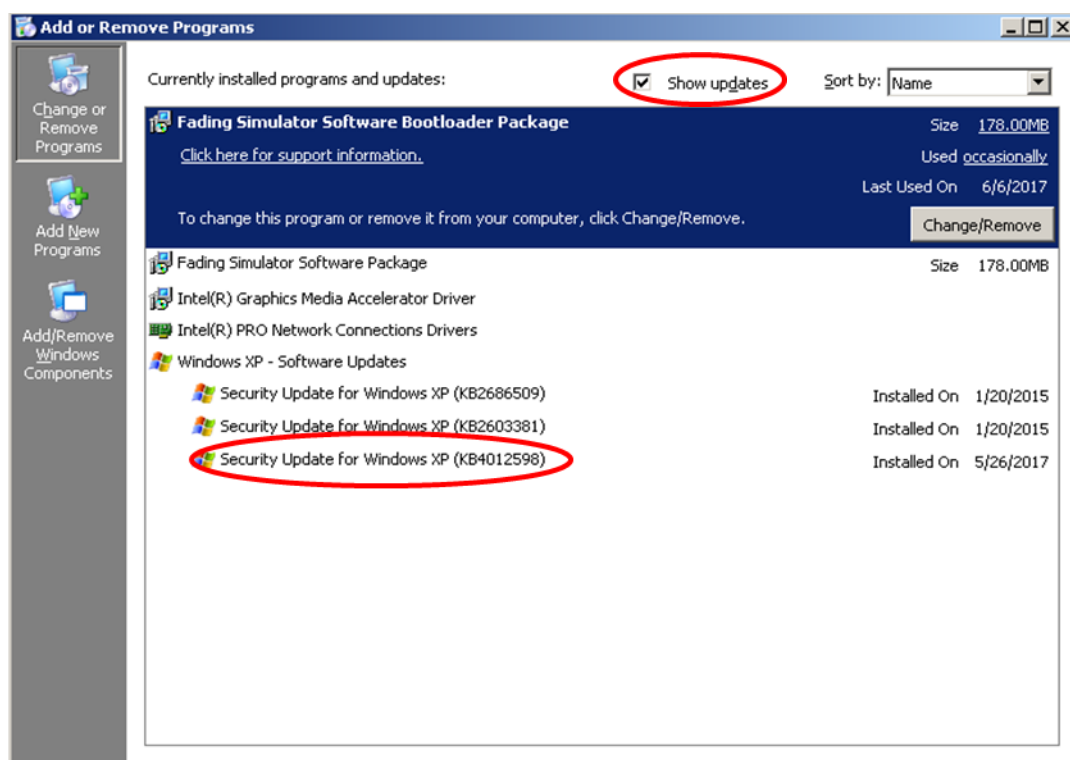 Add or Remove Programs
Change or
Remove
Programs
Add New
Programs
Add/Remove
Windows
Components
Currently installed programs and updates:
Show updates
Sort by: Name
Fading Simulator Software Bootloader Package
Size 178.00MB
Click here for support information.
Used occasionally
Last Used On 6/6/2017
To change this program or remove it from your computer, click Change/Remove.
Change/Remove
Fading Simulator Software Package
Size 178.00MB
Intel(R) Graphics Media Accelerator Driver
Intel(R) PRO Network Connections Drivers
Windows XP - Software Updates
Security Update for Windows XP (KB2686509)
Installed On 1/20/2015
Security Update for Windows XP (KB2603381)
Installed On 1/20/2015
Security Update for Windows XP (KB4012598)
Installed On 5/26/2017